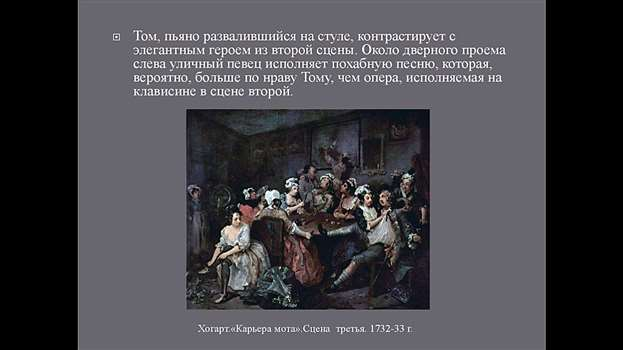 Том, пьяно развалившийся на стуле, контрастирует с
элегантным героем из второй сцены. Около дверного проема
слева уличный певец исполняет похабную песню, которая,
вероятно, больше по нраву Тому, чем опера, исполняемая на
клависине в сцене второй.
Хогарт.«Карьера мота».Сцена третья. 1732-33 г.